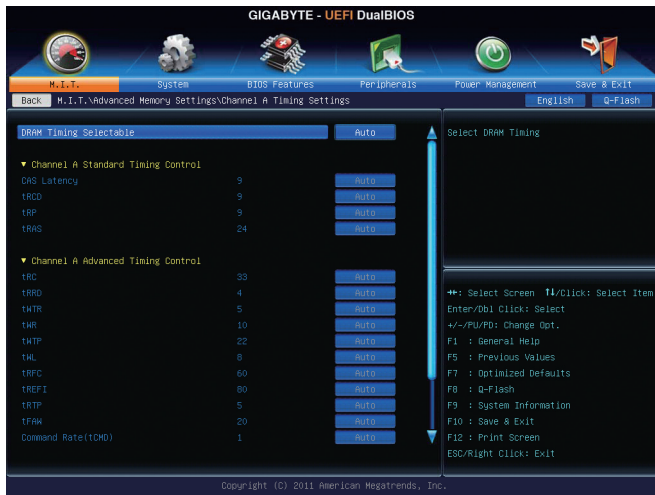 GIGABYTE - UEFI DualBIOS
M.I.T. System BIOS Features Peripherals Power Management Save & Exit
Back M.I.T.\Advanced Memory Settings\Channel A Timing Settings English Q-Flash
DRAM Timing Selectable Auto
▼ Channel A Standard Timing Control
CAS Latency 9 Auto
tRCD 9 Auto
tRP 9 Auto
tRAS 24 Auto
▼ Channel A Advanced Timing Control
tRC 33 Auto
tRRD 4 Auto
tWTR 5 Auto
tWR 10 Auto
tWTP 22 Auto
tWL 8 Auto
tRFC 60 Auto
tREFI 80 Auto
tRTP 5 Auto
tFAW 20 Auto
Command Rate(tCMD) 1 Auto
Select DRAM Timing
→←: Select Screen ↑↓/Click: Select Item
Enter/Dbl Click: Select
+/-/PU/PD: Change Opt.
F1 : General Help
F5 : Previous Values
F7 : Optimized Defaults
F8 : Q-Flash
F9 : System Information
F10 : Save & Exit
F12 : Print Screen
ESC/Right Click: Exit
Copyright (C) 2011 American Megatrends, Inc.